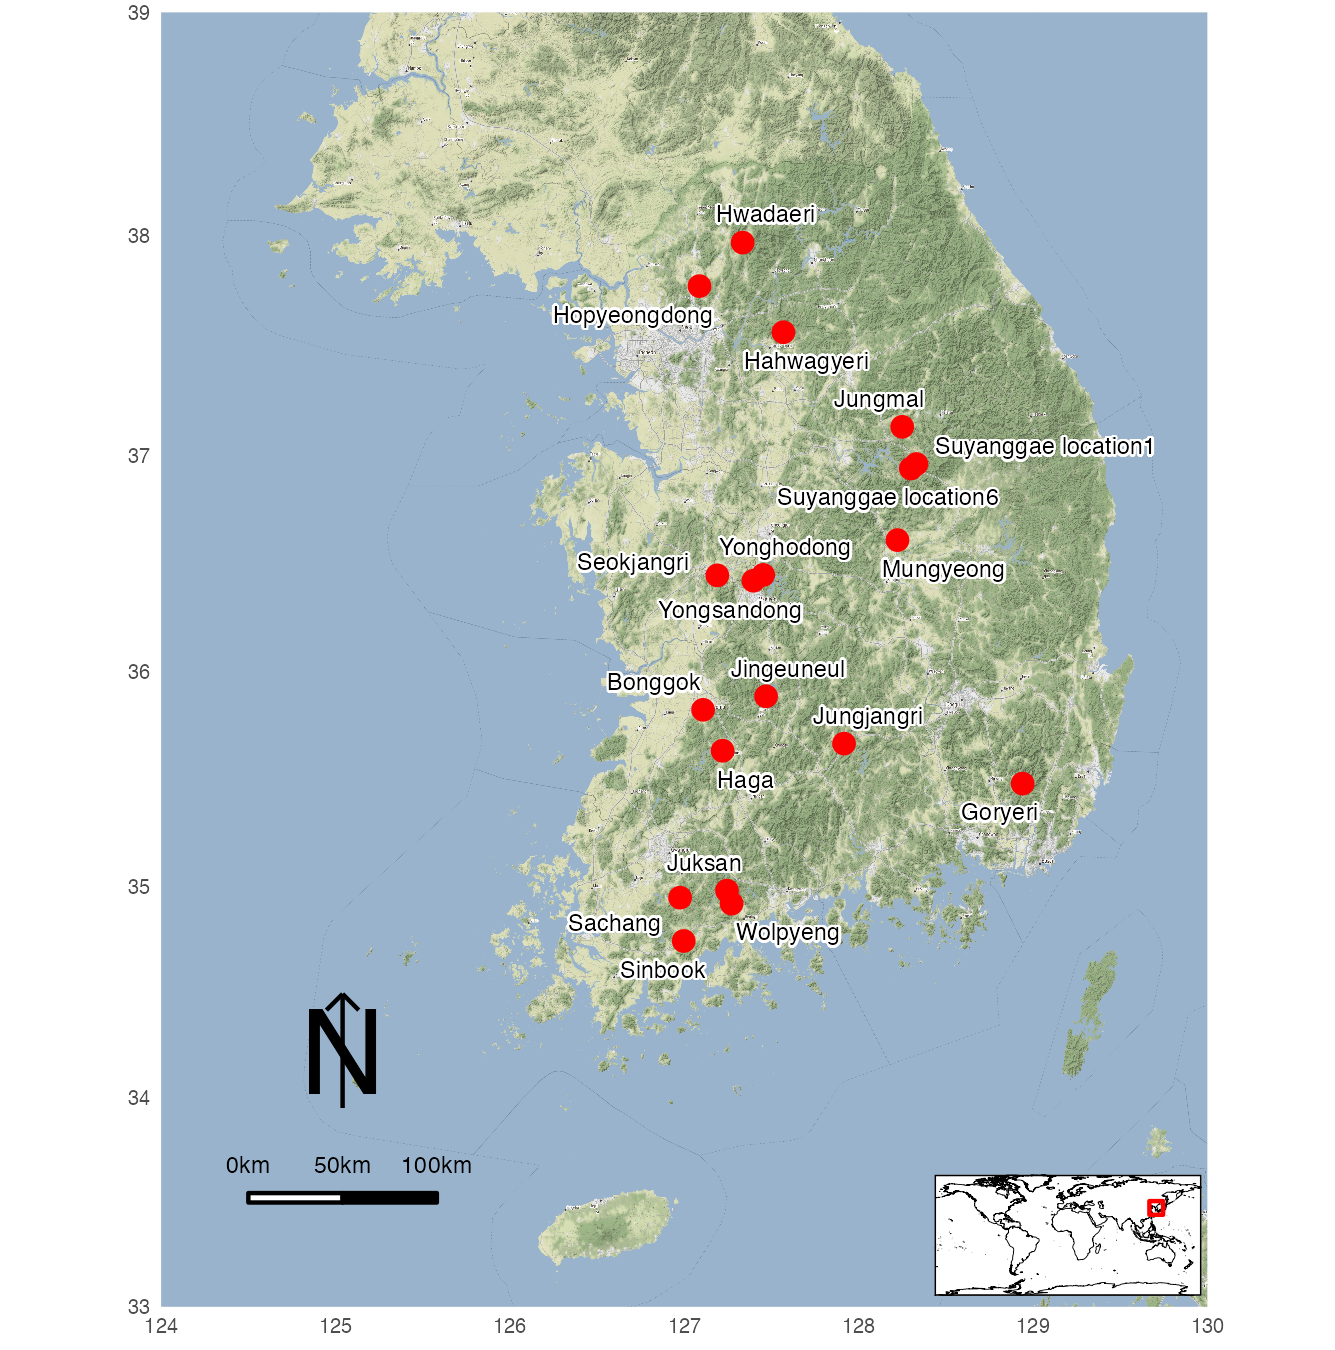 39
38
37
36
35
34
33
124
125
126
127
128
129
130
Hwadaeri
Hopyeongdong
Hahwagyeri
Jungmal
Suyanggae location1
Suyanggae location6
Mungyeong
Yonghodong
Seokjangri
Yongsandong
Jingeuneul
Bonggok
Jungjangri
Haga
Goryeri
Juksan
Sachang
Wolpyeng
Sinbook
N
0km 50km 100km